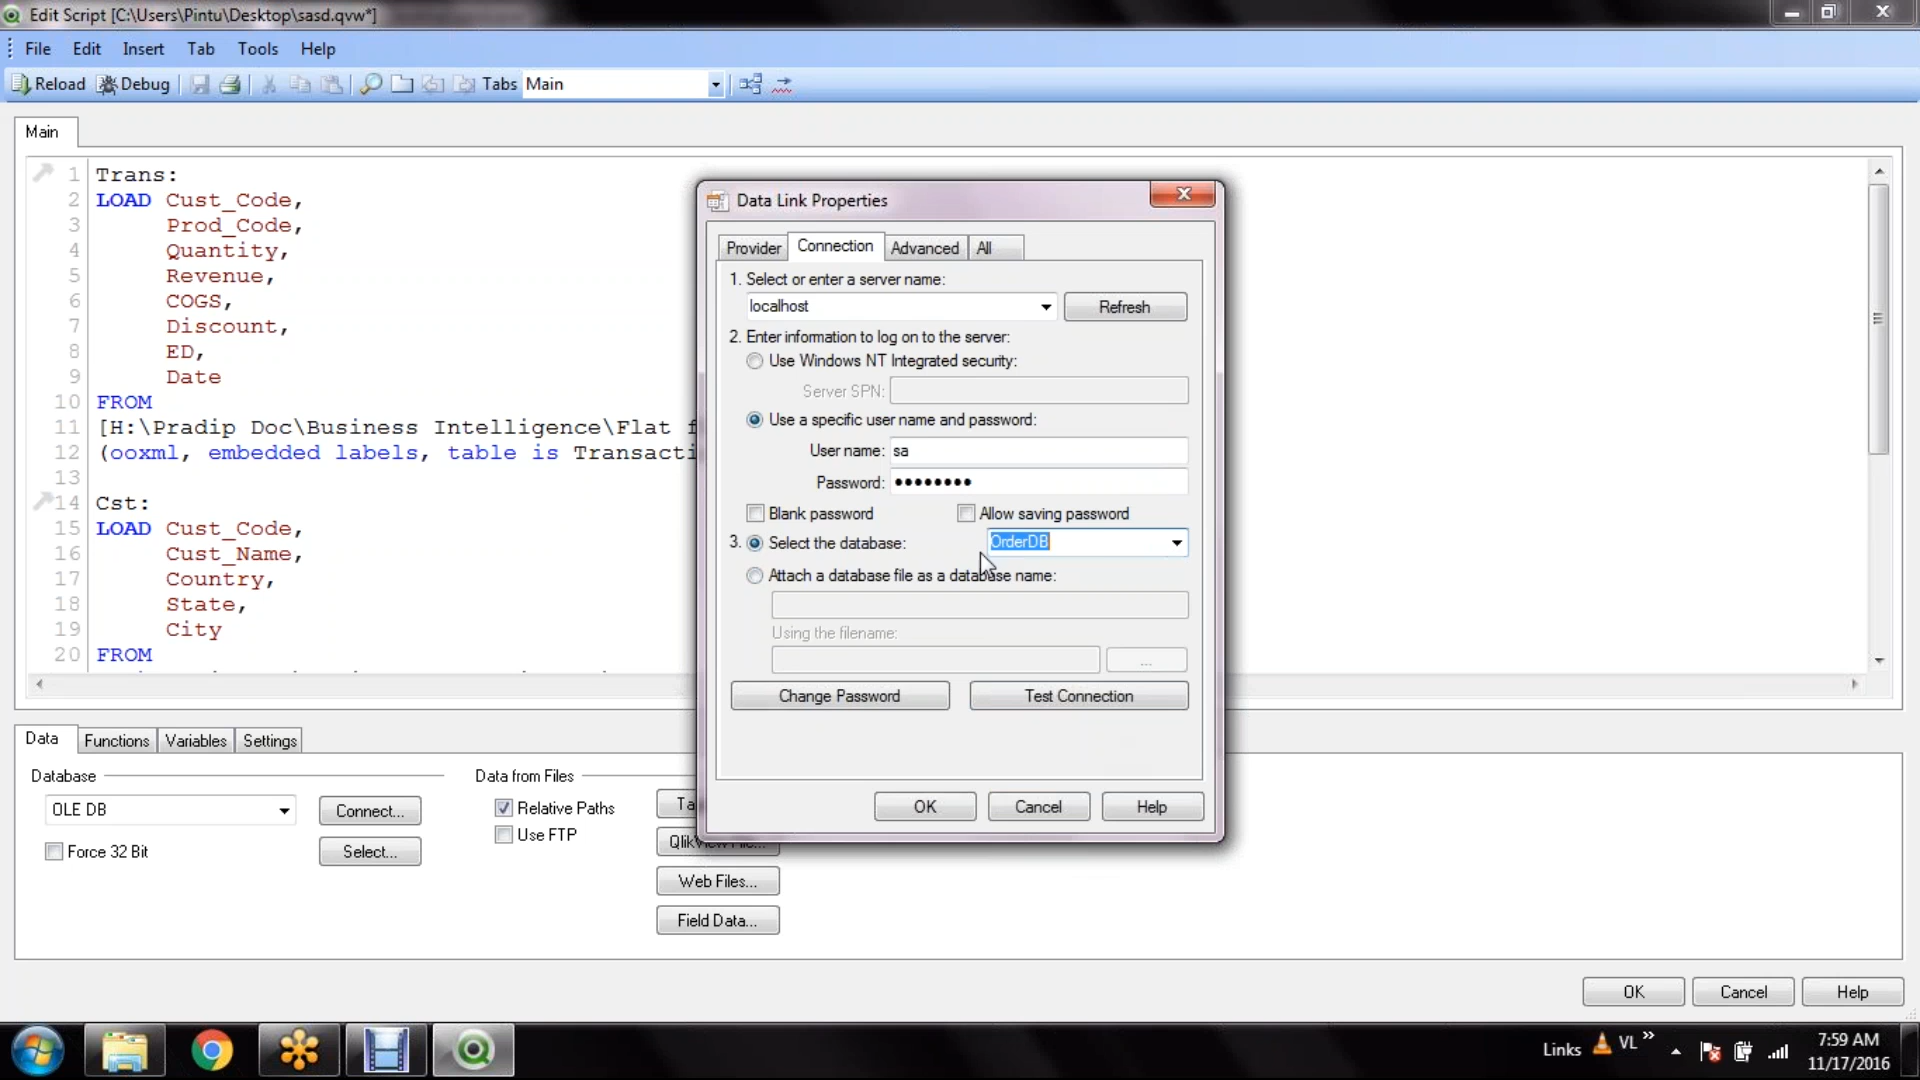 Edit Script [C:\Users\Pintu\Desktop\sasd.qvw*]
File Edit Insert Tab Tools Help
Reload Debug Tabs Main
Main
1 Trans:
2 LOAD Cust_Code,
3 Prod_Code,
4 Quantity,
5 Revenue,
6 COGS,
7 Discount,
8 ED,
9 Date
10 FROM
11 [H:\Pradip Doc\Business Intelligence\Flat f
12 (ooxml, embedded labels, table is Transacti
13
14 Cst:
15 LOAD Cust_Code,
16 Cust_Name,
17 Country,
18 State,
19 City
20 FROM
Data Link Properties
Provider Connection Advanced All
1. Select or enter a server name:
localhost Refresh
2. Enter information to log on to the server:
Use Windows NT Integrated security:
Server SPN:
Use a specific user name and password:
User name: sa
Password: ••••••••
Blank password Allow saving password
3. Select the database: OrderDB
Attach a database file as a database name:
Using the filename:
...
Change Password Test Connection
OK Cancel Help
Data Functions Variables Settings
Database
OLE DB Connect...
Force 32 Bit Select...
Data from Files
Relative Paths Ta
Use FTP
Web Files...
Field Data...
OK Cancel Help
Links VL
7:59 AM
11/17/2016